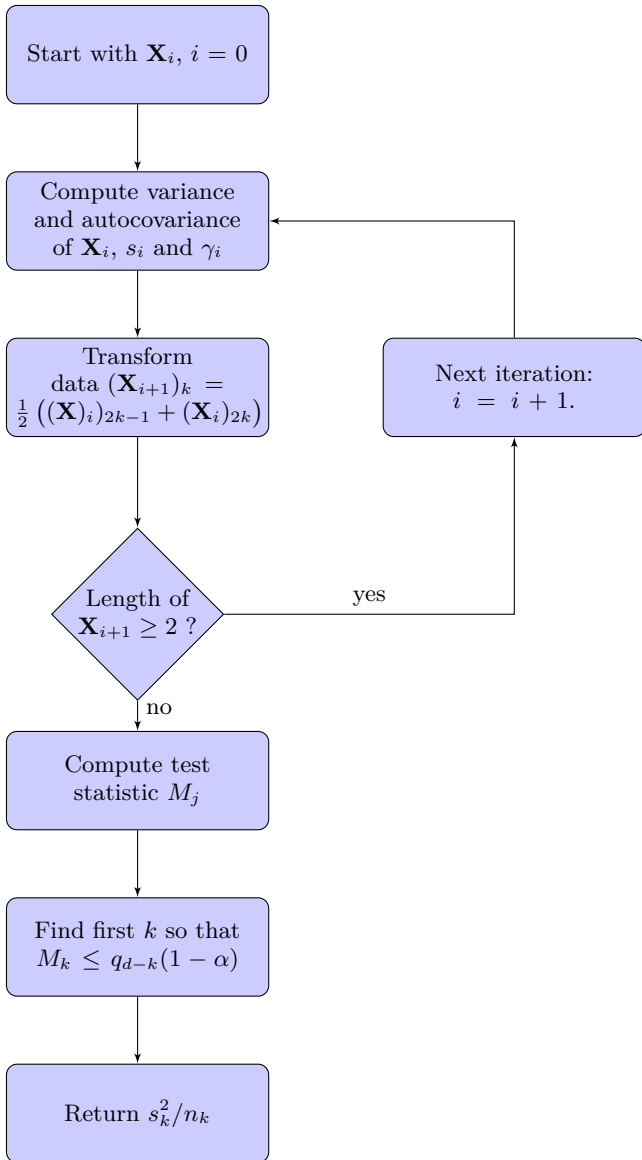 Start with X_i, i = 0
Compute variance
and autocovariance
of X_i, s_i and γ_i
Transform
data (X_{i+1})_k =
1/2 ((X)_i)_{2k−1} + (X_i)_{2k})
Next iteration:
i = i + 1.
Length of
X_{i+1} ≥ 2 ?
yes
no
Compute test
statistic M_j
Find first k so that
M_k ≤ q_{d−k}(1 − α)
Return s_k^2/n_k